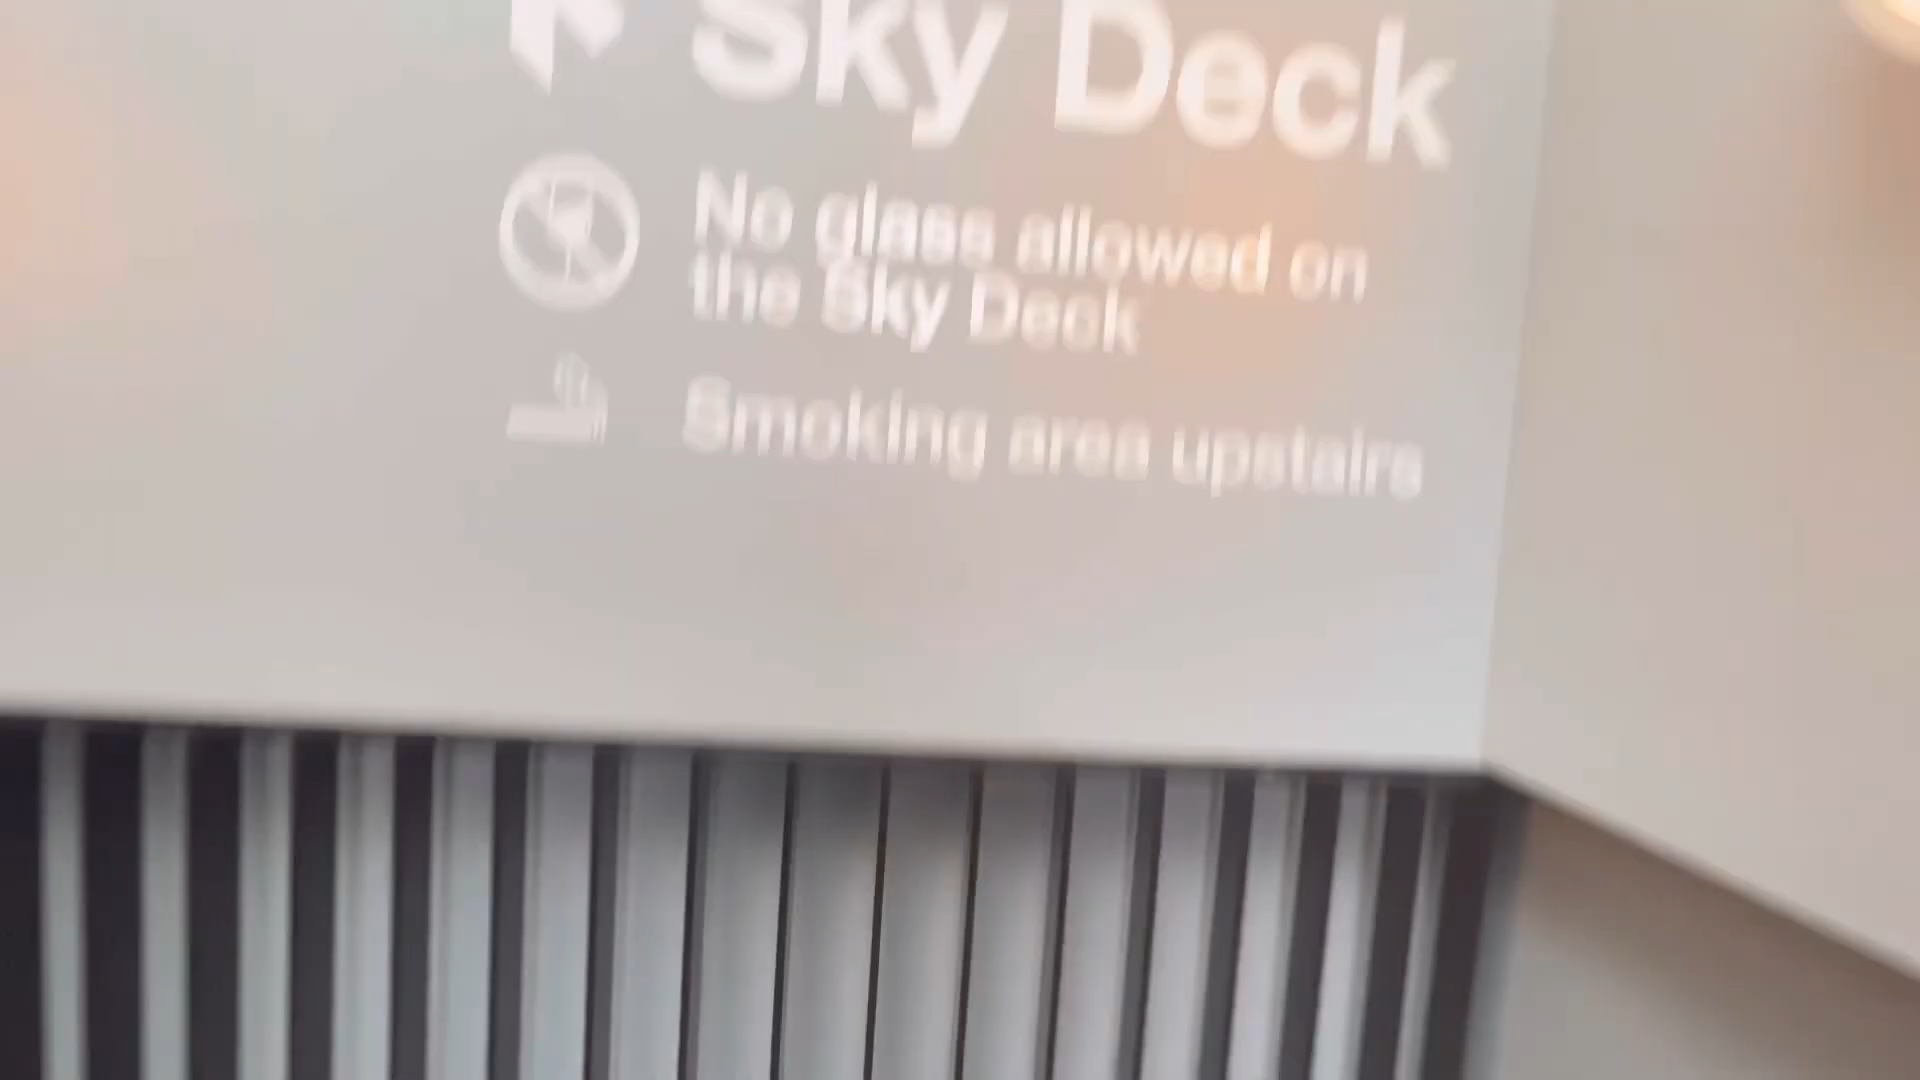 Sky Deck
No glass allowed on
the Sky Deck
Smoking area upstairs